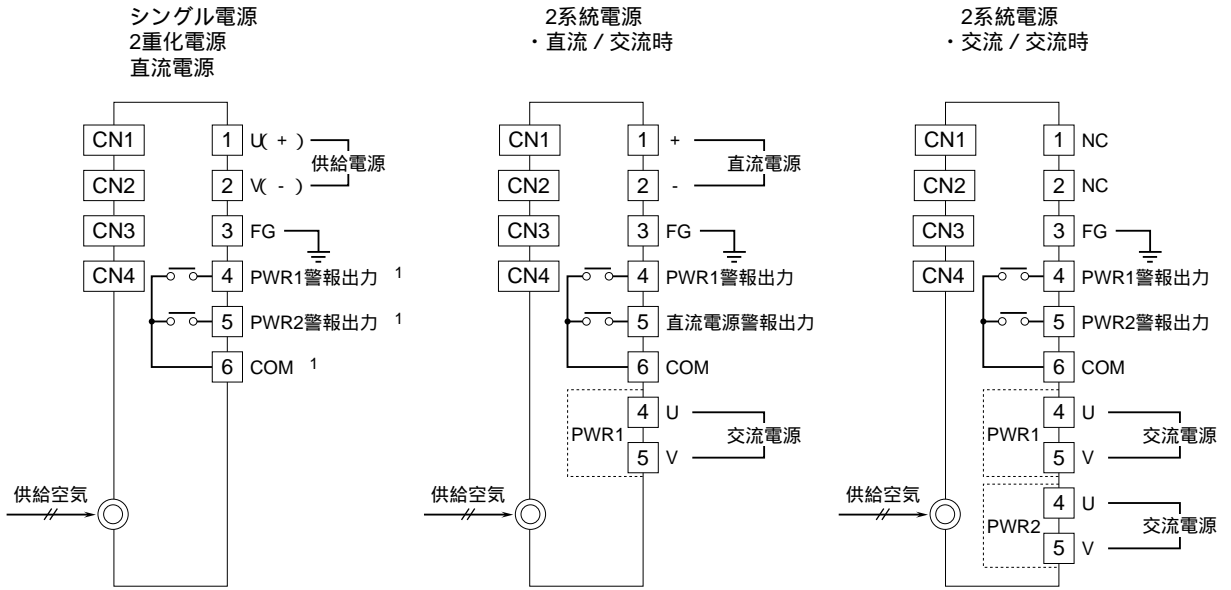 シングル電源
2重化電源
直流電源
CN1
CN2
CN3
CN4
1 U( + )
供給電源
2 V( - )
3 FG
4 PWR1警報出力 1
5 PWR2警報出力 1
6 COM 1
供給空気
2系統電源
・直流 / 交流時
CN1
CN2
CN3
CN4
1 +
直流電源
2 -
3 FG
4 PWR1警報出力
5 直流電源警報出力
6 COM
PWR1
4 U
交流電源
5 V
供給空気
2系統電源
・交流 / 交流時
CN1
CN2
CN3
CN4
1 NC
2 NC
3 FG
4 PWR1警報出力
5 PWR2警報出力
6 COM
PWR1
4 U
交流電源
5 V
PWR2
4 U
交流電源
5 V
供給空気